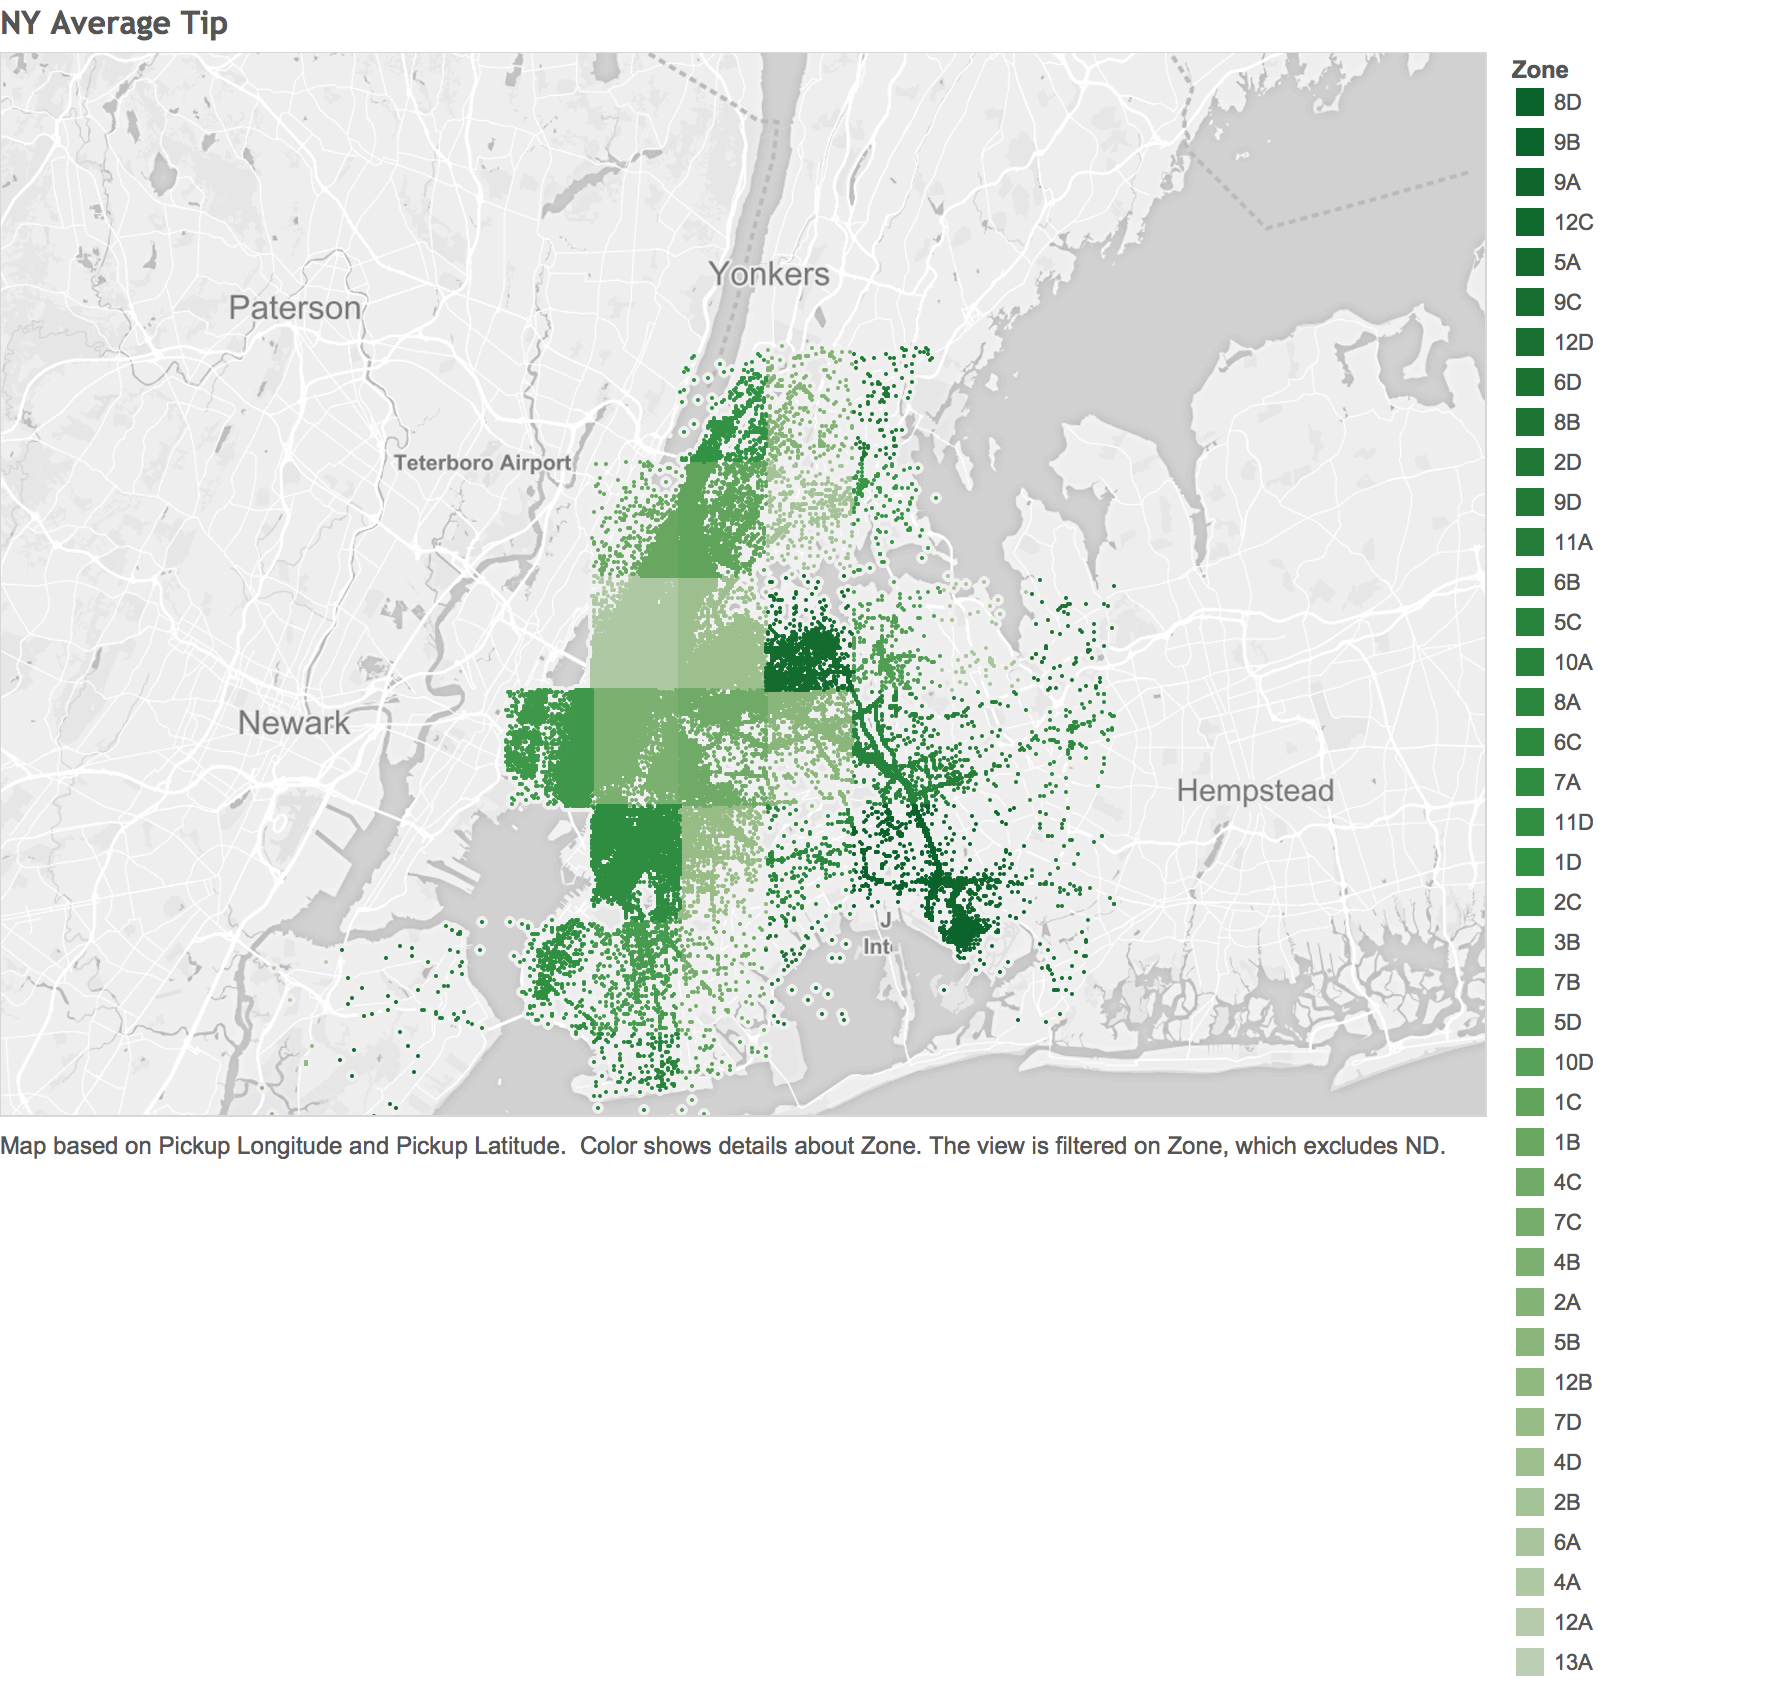 NY Average Tip
Zone
8D
9B
9A
12C
5A
9C
12D
6D
8B
2D
9D
11A
6B
5C
10A
8A
6C
7A
11D
1D
2C
3B
7B
5D
10D
1C
1B
4C
7C
4B
2A
5B
12B
7D
4D
2B
6A
4A
12A
13A
Yonkers
Paterson
Teterboro Airport
Newark
Hempstead
J
Int
Map based on Pickup Longitude and Pickup Latitude.  Color shows details about Zone. The view is filtered on Zone, which excludes ND.